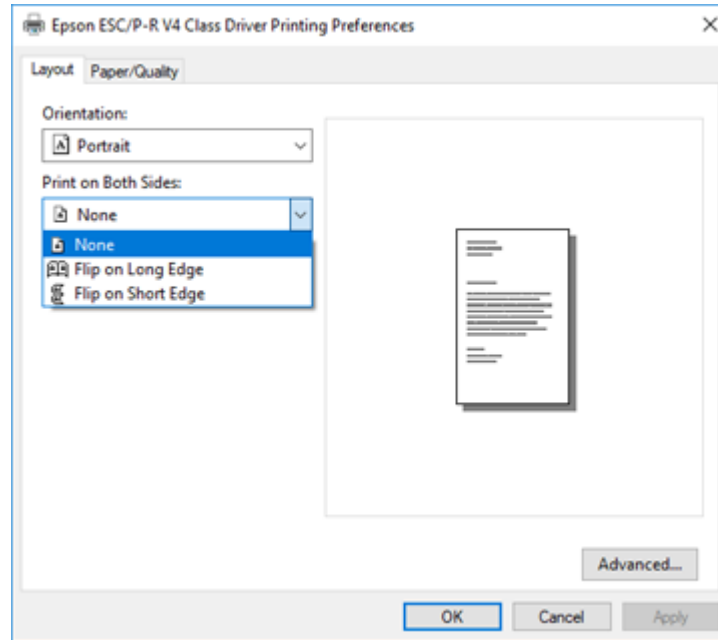 Epson ESC/P-R V4 Class Driver Printing Preferences
Layout Paper/Quality
Orientation:
Portrait
Print on Both Sides:
None
None
Flip on Long Edge
Flip on Short Edge
Advanced...
OK Cancel Apply